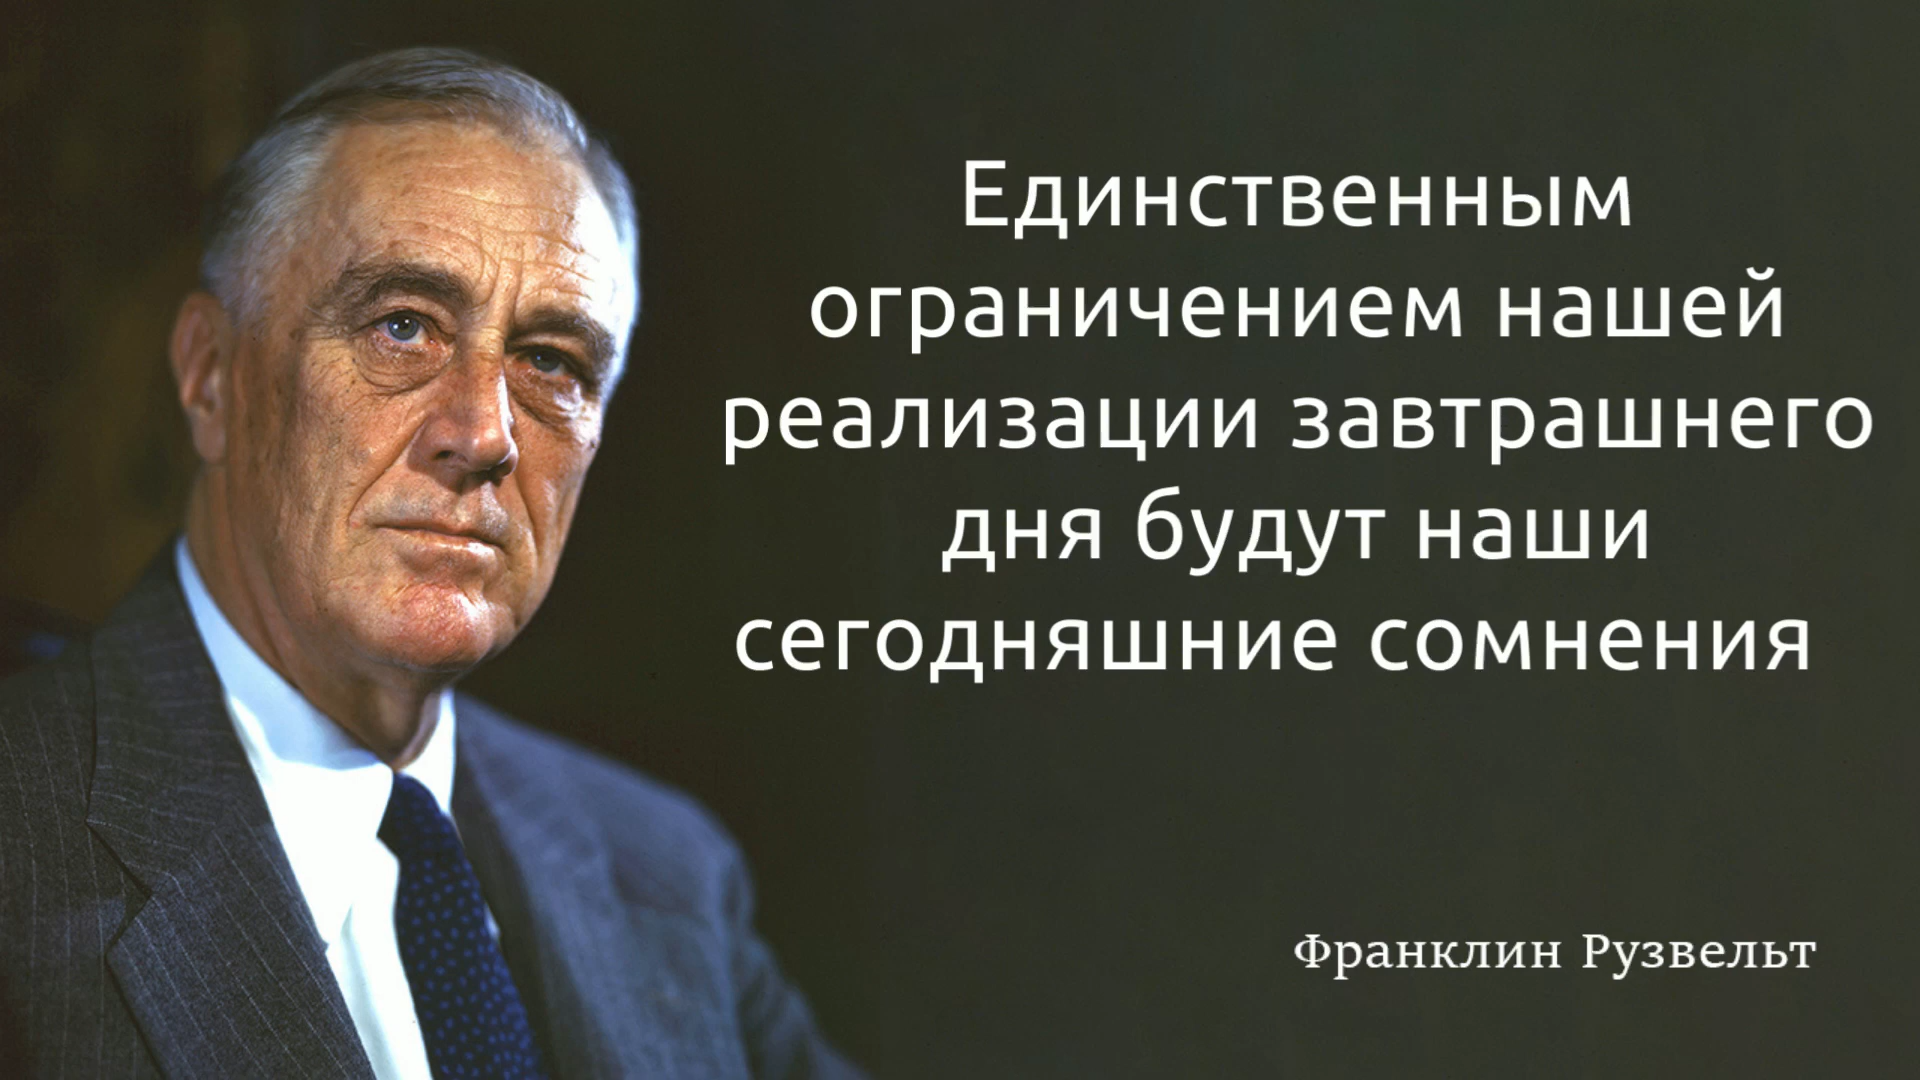 Единственным
ограничением нашей
реализации завтрашнего
дня будут наши
сегодняшние сомнения
Франклин Рузвельт